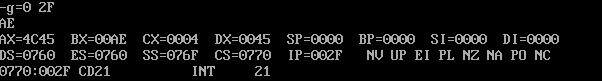 -g=0 2F
AE
AX=4C45  BX=00AE  CX=0004  DX=0045  SP=0000  BP=0000  SI=0000  DI=0000
DS=0760  ES=0760  SS=076F  CS=0770  IP=002F   NV UP EI PL NZ NA PO NC
0770:002F CD21          INT     21